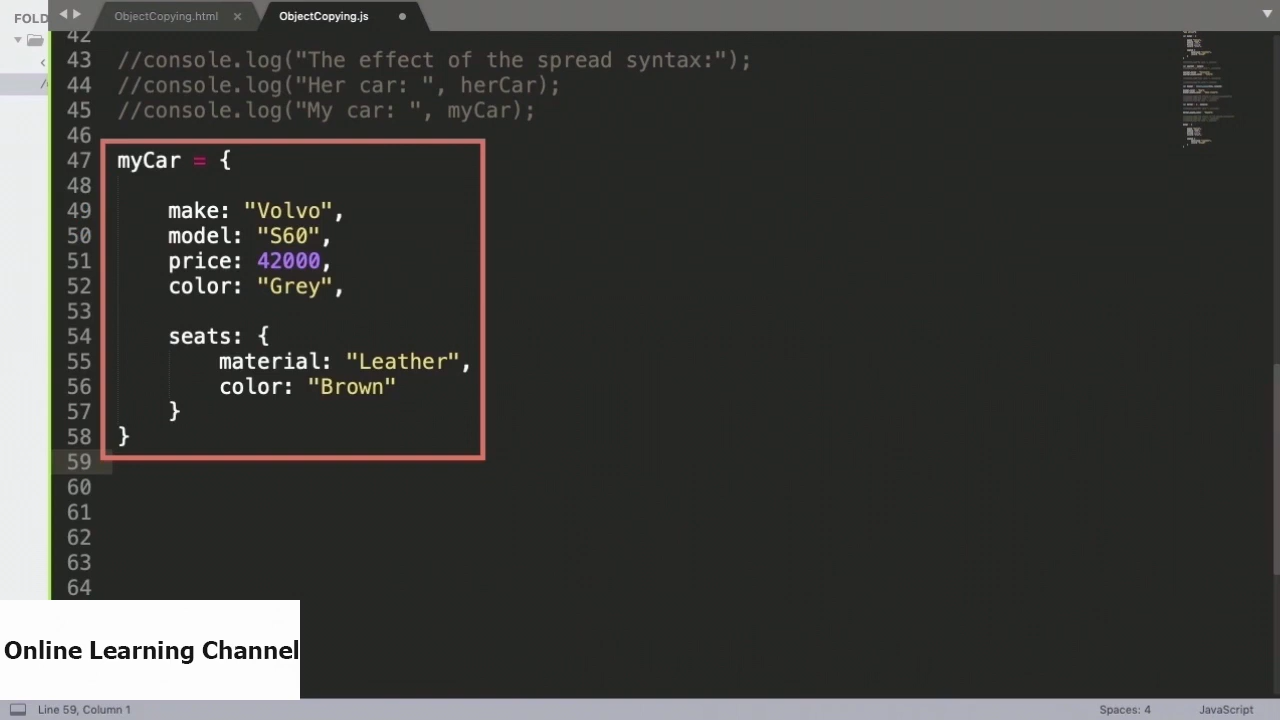 FOLD
ObjectCopying.html
ObjectCopying.js
42
43 //console.log("The effect of the spread syntax:");
44 //console.log("Her car: ", herCar);
45 //console.log("My car: ", myCar);
46
47 myCar = {
48
49 make: "Volvo",
50 model: "S60",
51 price: 42000,
52 color: "Grey",
53
54 seats: {
55 material: "Leather",
56 color: "Brown"
57 }
58 }
59
60
61
62
63
64
Online Learning Channel
Line 59, Column 1
Spaces: 4
JavaScript